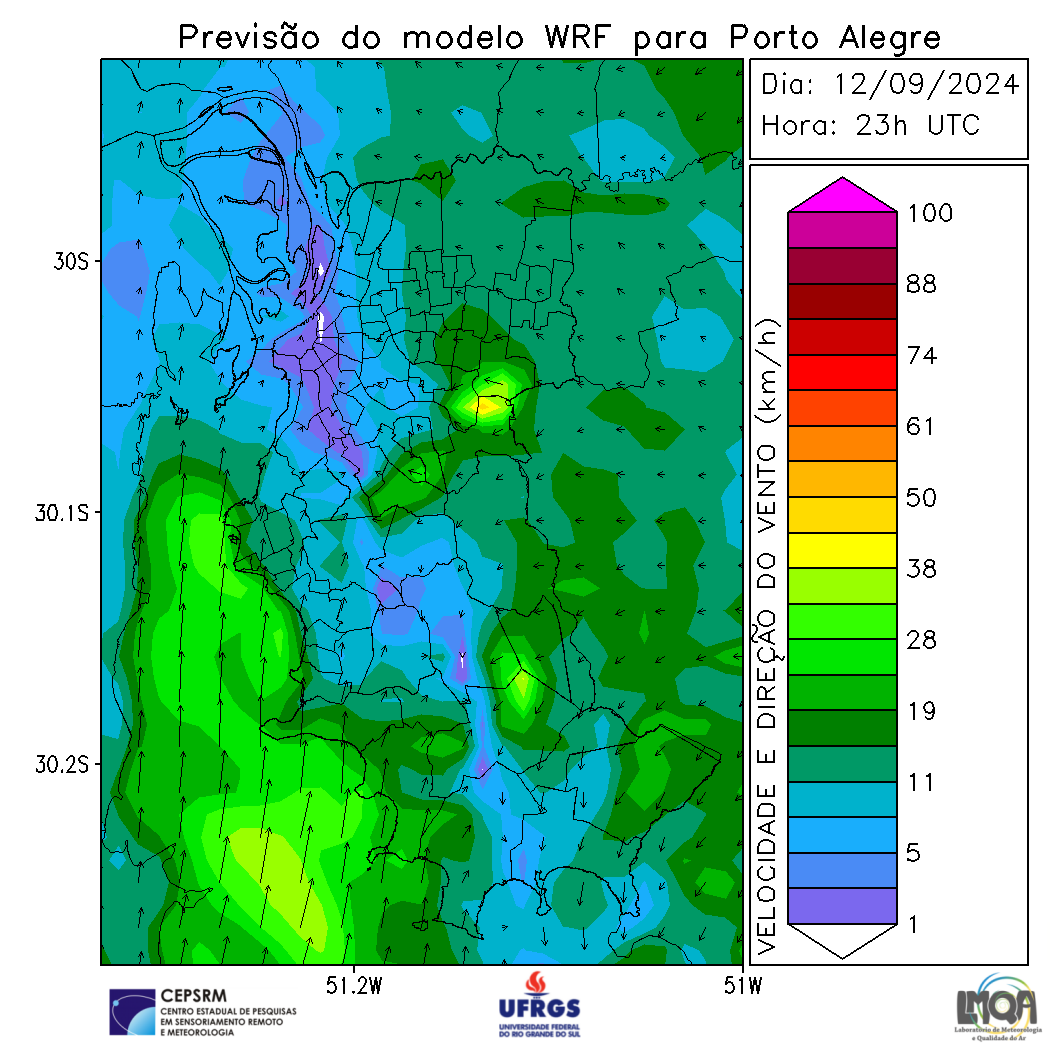 Previsão do modelo WRF para Porto Alegre
Dia: 12/09/2024
Hora: 23h UTC
30S
30.1S
30.2S
51.2W
51W
VELOCIDADE E DIREÇÃO DO VENTO (km/h)
100
88
74
61
50
38
28
19
11
5
1
CEPSRM
CENTRO ESTADUAL DE PESQUISAS
EM SENSORIAMENTO REMOTO
E METEOROLOGIA
UFRGS
UNIVERSIDADE FEDERAL
DO RIO GRANDE DO SUL
LMQA
Laboratório de Meteorologia
e Qualidade do Ar